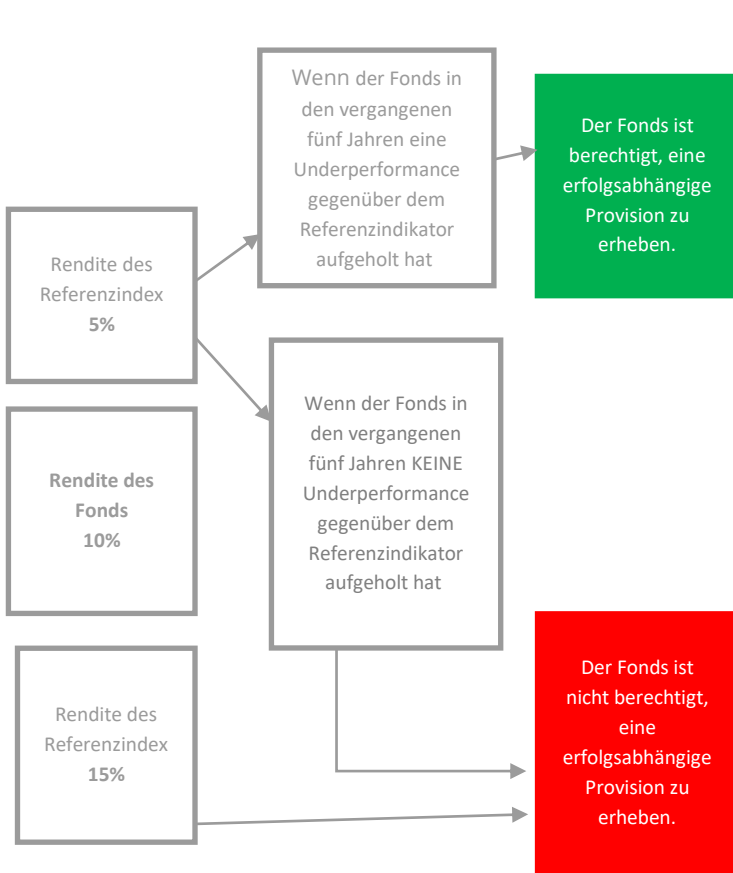 Wenn der Fonds in
den vergangenen
fünf Jahren eine
Underperformance
gegenüber dem
Referenzindikator
aufgeholt hat
Der Fonds ist
berechtigt, eine
erfolgsabhängige
Provision zu
erheben.
Rendite des
Referenzindex
5%
Wenn der Fonds in
den vergangenen
fünf Jahren KEINE
Underperformance
gegenüber dem
Referenzindikator
aufgeholt hat
Rendite des
Fonds
10%
Rendite des
Referenzindex
15%
Der Fonds ist
nicht berechtigt,
eine
erfolgsabhängige
Provision zu
erheben.